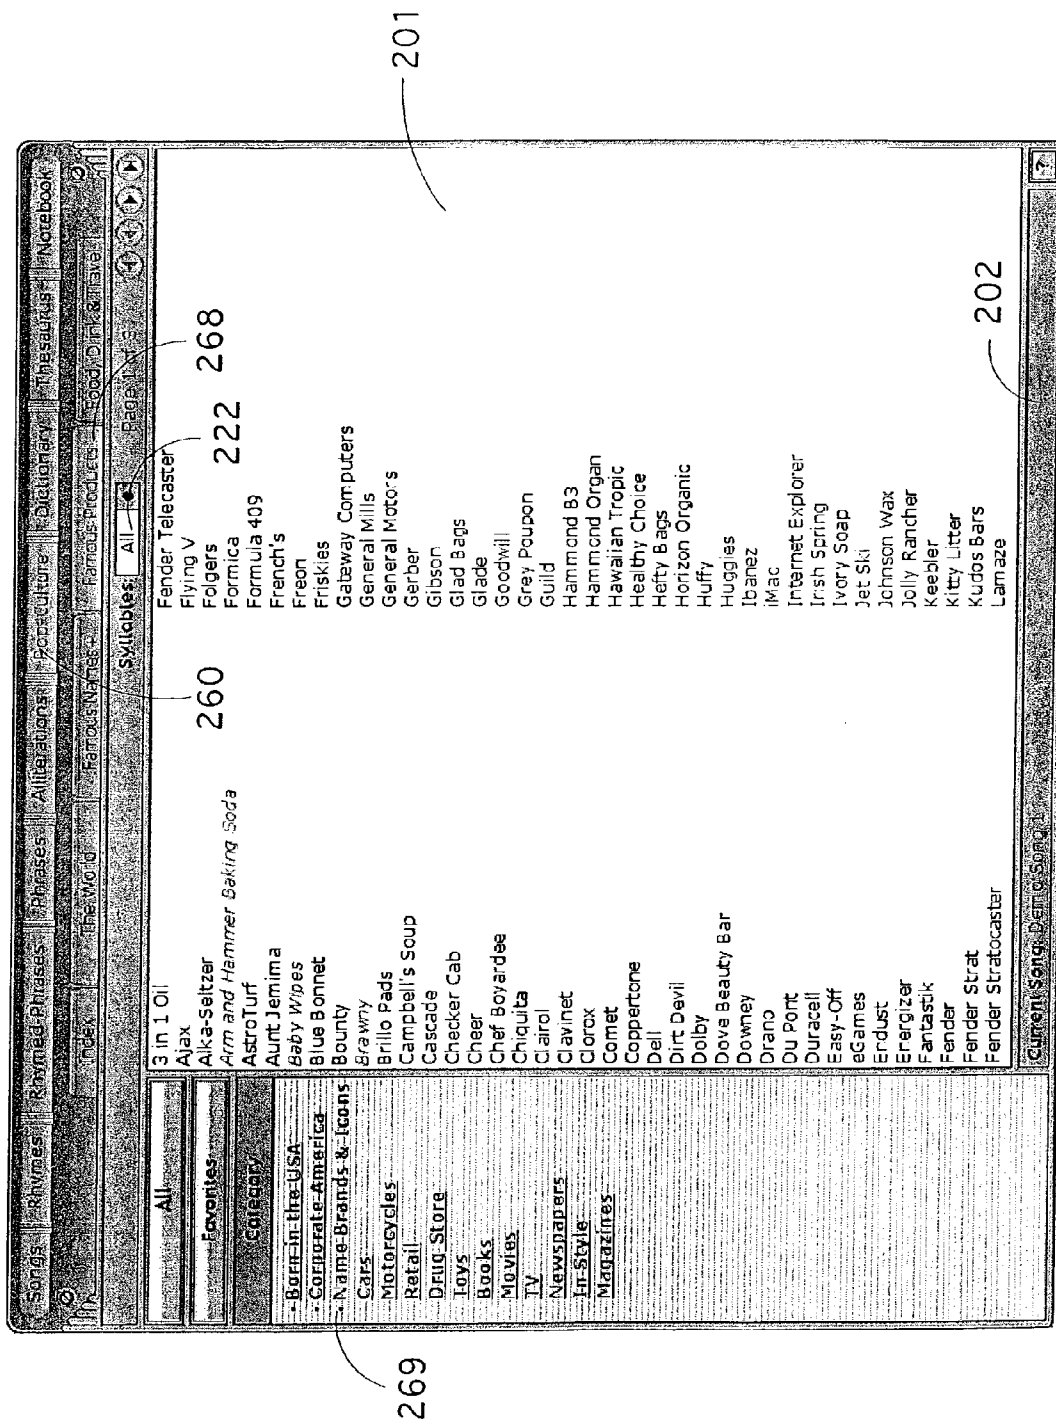 Songs Rhymes Rhymed Phrases Phrases Alliterations Pop Culture Dictionary Thesaurus Notebook
Index The World Famous Names Famous Products Food, Drink & Travel
Syllables: All Page 1 of 3
All
Favorites
Category
• Born in the USA
• Corporate America
• Name Brands & Icons
Cars
Motorcycles
Retail
Drug Store
Toys
Books
Movies
TV
Newspapers
In Style
Magazines
3 in 1 Oil
Ajax
Alka-Seltzer
Arm and Hammer Baking Soda
AstroTurf
Aunt Jemima
Baby Wipes
Blue Bonnet
Bounty
Brawny
Brillo Pads
Campbell's Soup
Cascade
Checker Cab
Cheer
Chef Boyardee
Chiquita
Clairol
Clavinet
Clorox
Comet
Coppertone
Dell
Dirt Devil
Dolby
Dove Beauty Bar
Downey
Drano
Du Pont
Duracell
Easy-Off
eGames
Endust
Energizer
Fantastik
Fender
Fender Strat
Fender Stratocaster
Fender Telecaster
Flying V
Folgers
Formica
Formula 409
French's
Freon
Friskies
Gateway Computers
General Mills
General Motors
Gerber
Gibson
Glad Bags
Glade
Goodwill
Grey Poupon
Guild
Hammond B3
Hammond Organ
Hawaiian Tropic
Healthy Choice
Hefty Bags
Horizon Organic
Huffy
Huggies
Ibanez
iMac
Internet Explorer
Irish Spring
Ivory Soap
Jet Ski
Johnson Wax
Jolly Rancher
Keebler
Kitty Litter
Kudos Bars
Lamaze
Current Song: Demo Song 1
?
269
260
222
268
201
202